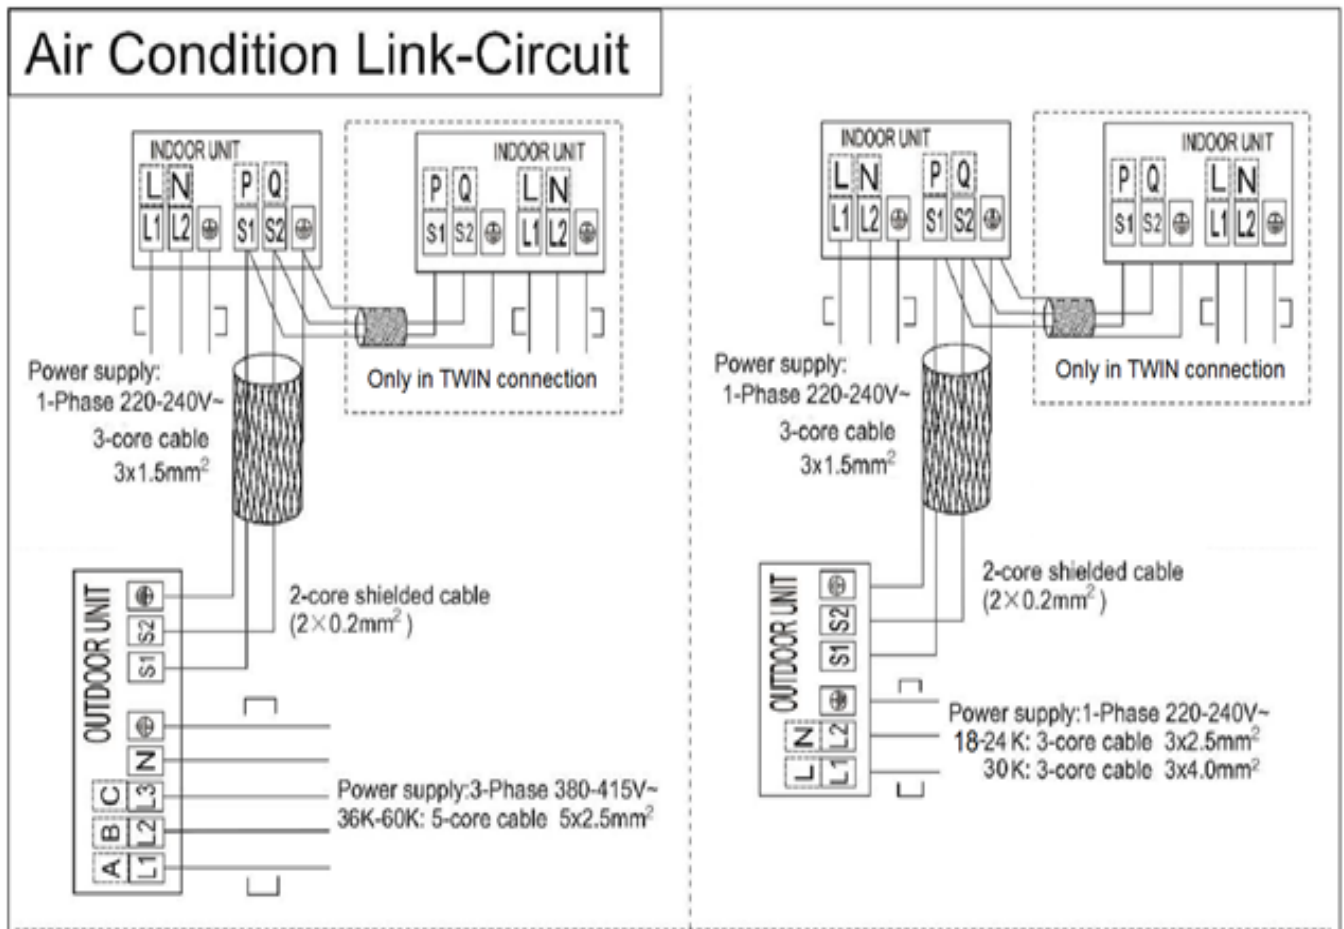 Air Condition Link-Circuit
INDOOR UNIT
L N P Q
L1 L2 S1 S2
INDOOR UNIT
P Q L N
S1 S2 L1 L2
Only in TWIN connection
Power supply:
1-Phase 220-240V~
3-core cable
3x1.5mm²
2-core shielded cable
(2×0.2mm²)
OUTDOOR UNIT
S2
S1
N
C L3
B L2
A L1
Power supply:3-Phase 380-415V~
36K-60K: 5-core cable 5x2.5mm²
INDOOR UNIT
L N P Q
L1 L2 S1 S2
INDOOR UNIT
P Q L N
S1 S2 L1 L2
Only in TWIN connection
Power supply:
1-Phase 220-240V~
3-core cable
3x1.5mm²
2-core shielded cable
(2×0.2mm²)
OUTDOOR UNIT
S2
S1
N L2
L L1
Power supply:1-Phase 220-240V~
18-24 K: 3-core cable 3x2.5mm²
30K: 3-core cable 3x4.0mm²